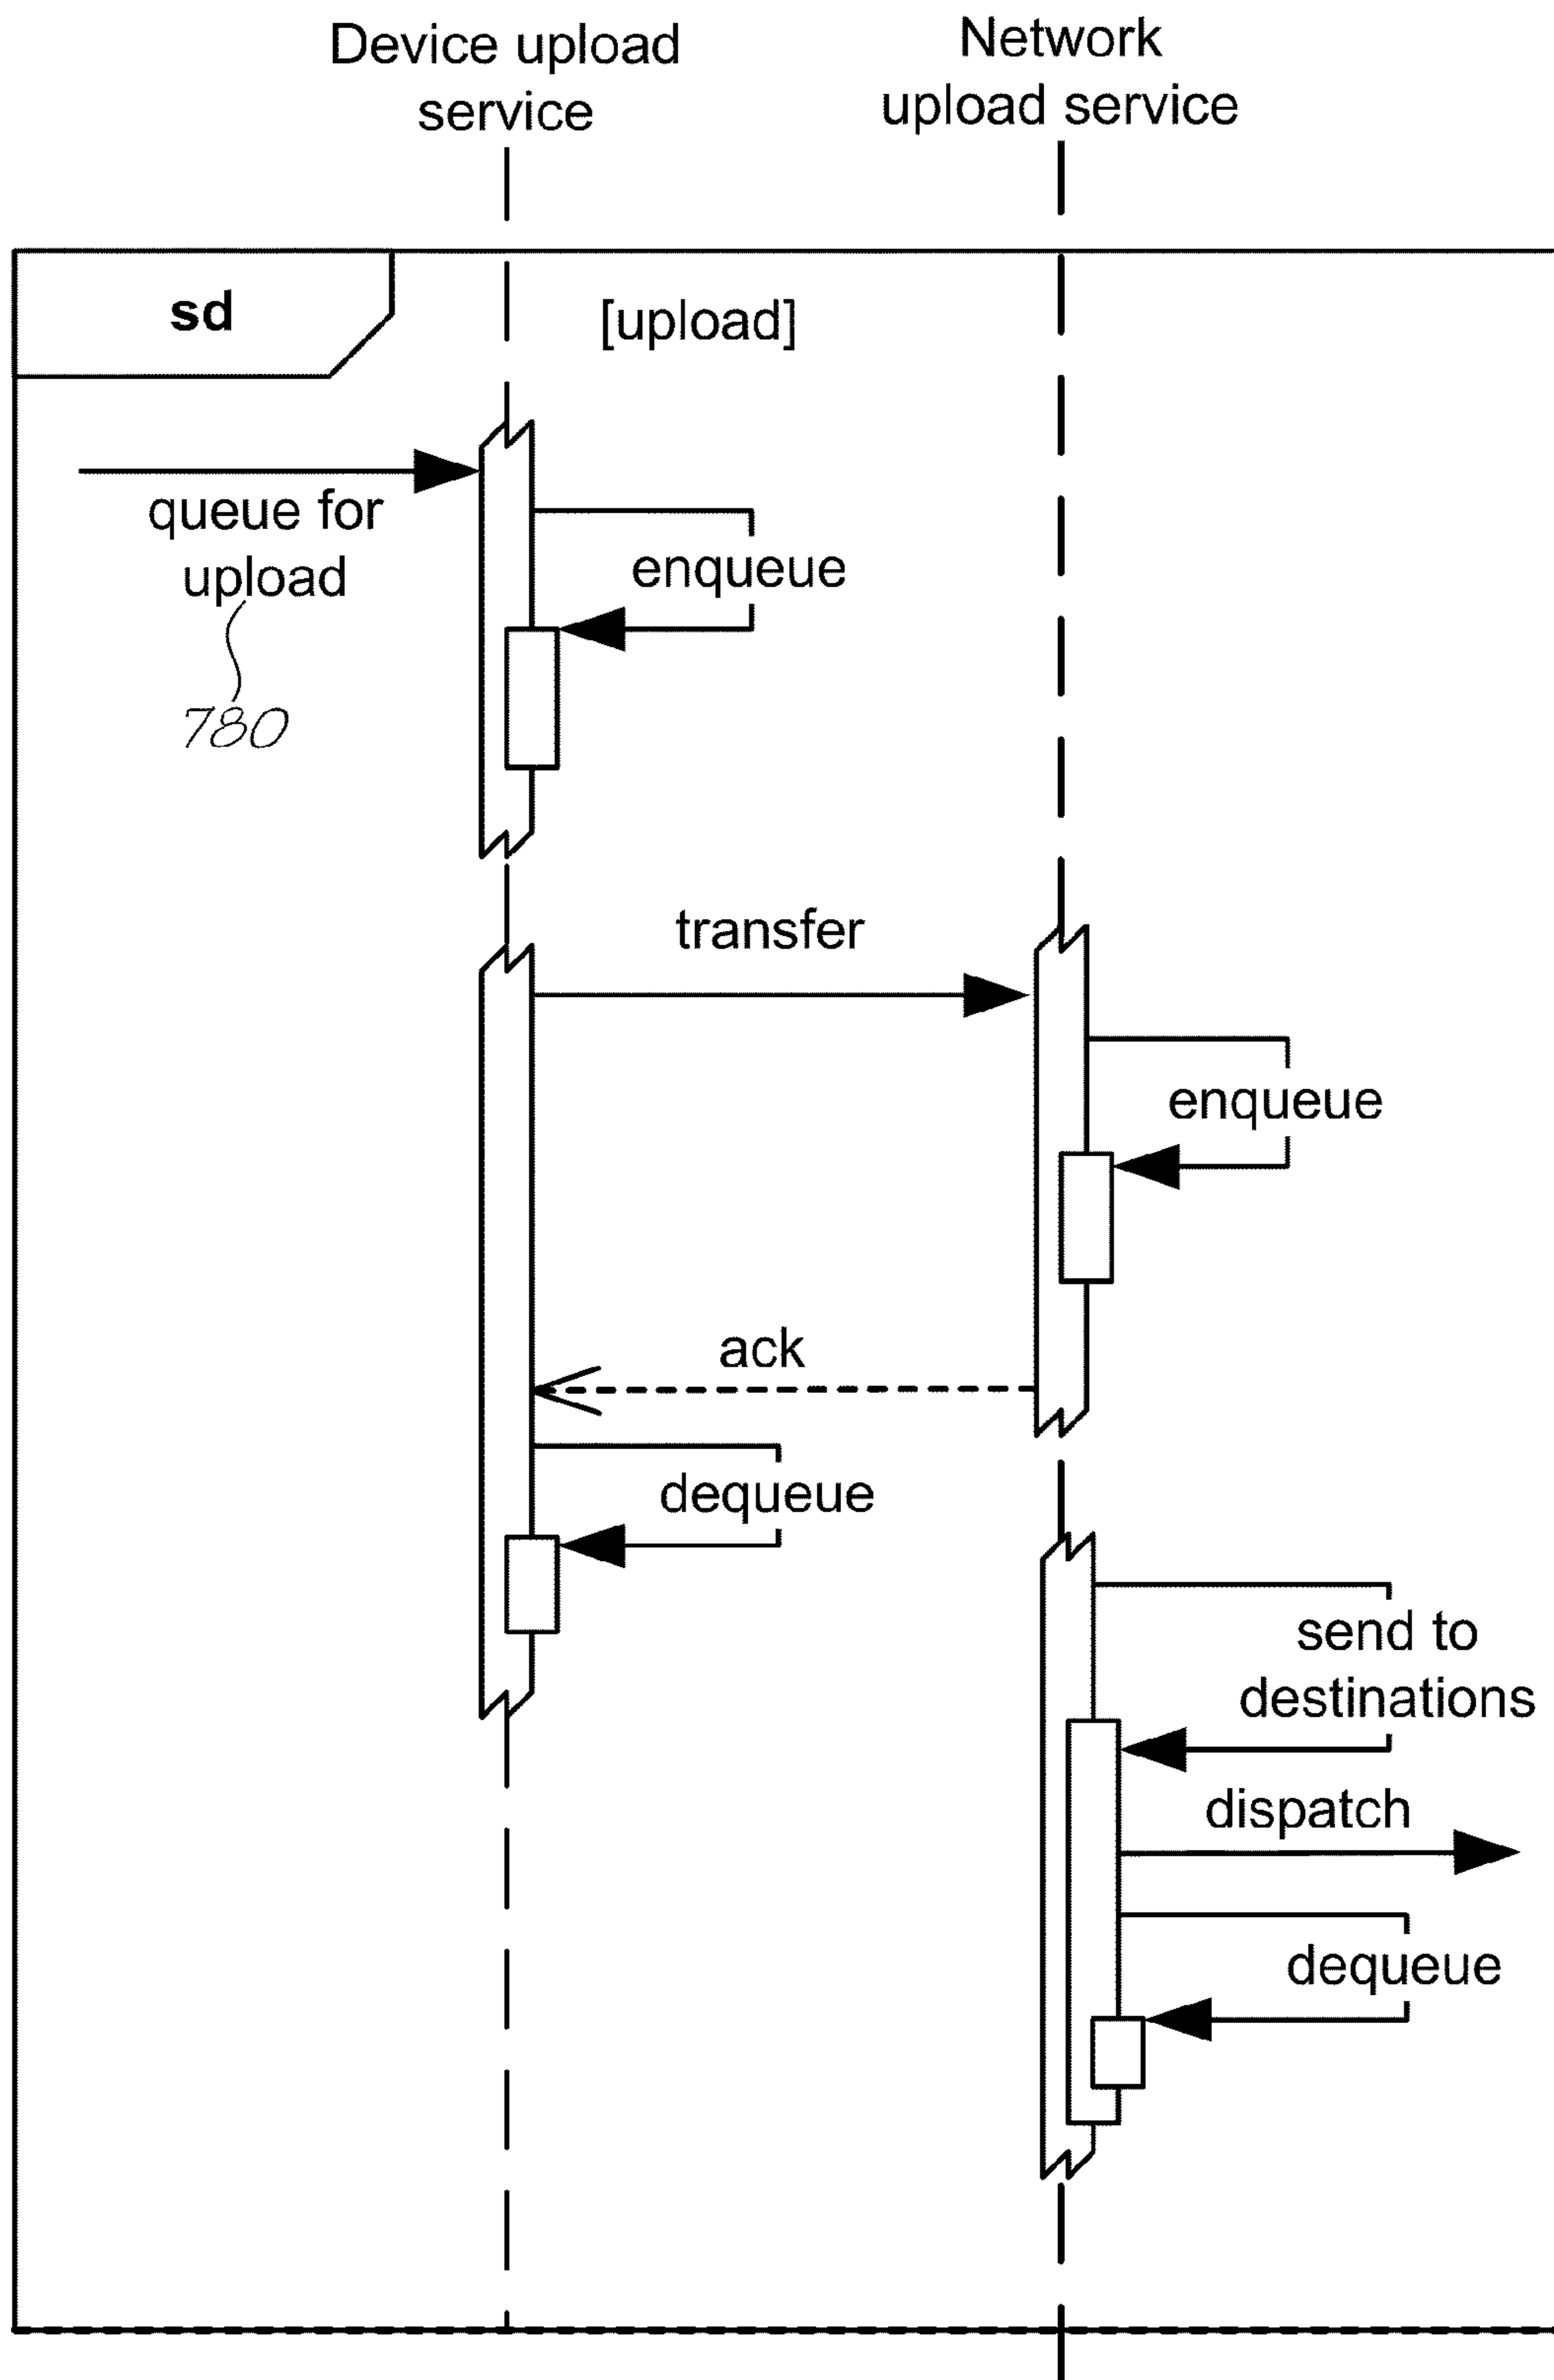 Device upload
service
Network
upload service
sd
[upload]
queue for
upload
780
enqueue
transfer
enqueue
ack
dequeue
send to
destinations
dispatch
dequeue